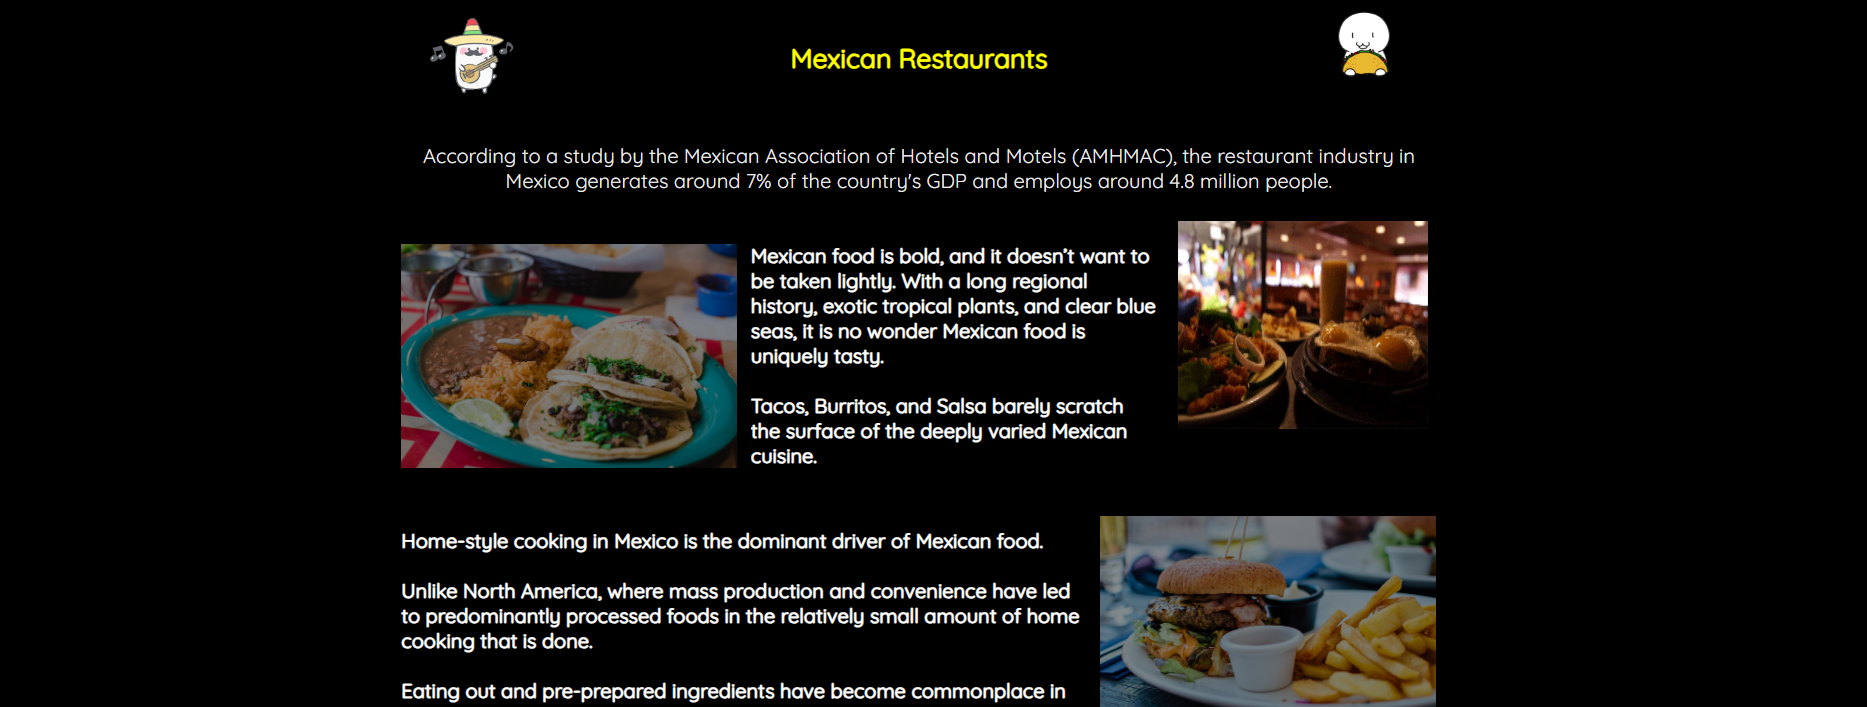 Mexican Restaurants
According to a study by the Mexican Association of Hotels and Motels (AMHMAC), the restaurant industry in
Mexico generates around 7% of the country's GDP and employs around 4.8 million people.
Mexican food is bold, and it doesn’t want to
be taken lightly. With a long regional
history, exotic tropical plants, and clear blue
seas, it is no wonder Mexican food is
uniquely tasty.
Tacos, Burritos, and Salsa barely scratch
the surface of the deeply varied Mexican
cuisine.
Home-style cooking in Mexico is the dominant driver of Mexican food.
Unlike North America, where mass production and convenience have led
to predominantly processed foods in the relatively small amount of home
cooking that is done.
Eating out and pre-prepared ingredients have become commonplace in